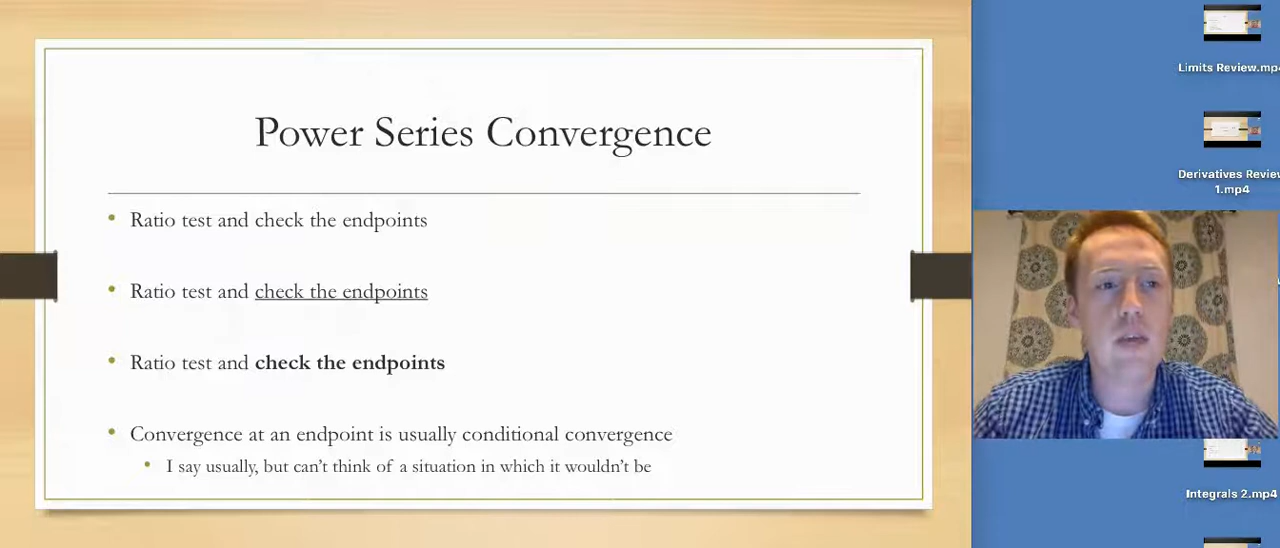 Power Series Convergence
Ratio test and check the endpoints
Ratio test and check the endpoints
Ratio test and check the endpoints
Convergence at an endpoint is usually conditional convergence
I say usually, but can't think of a situation in which it wouldn't be
Limits Review.mp4
Derivatives Review
1.mp4
Integrals 2.mp4